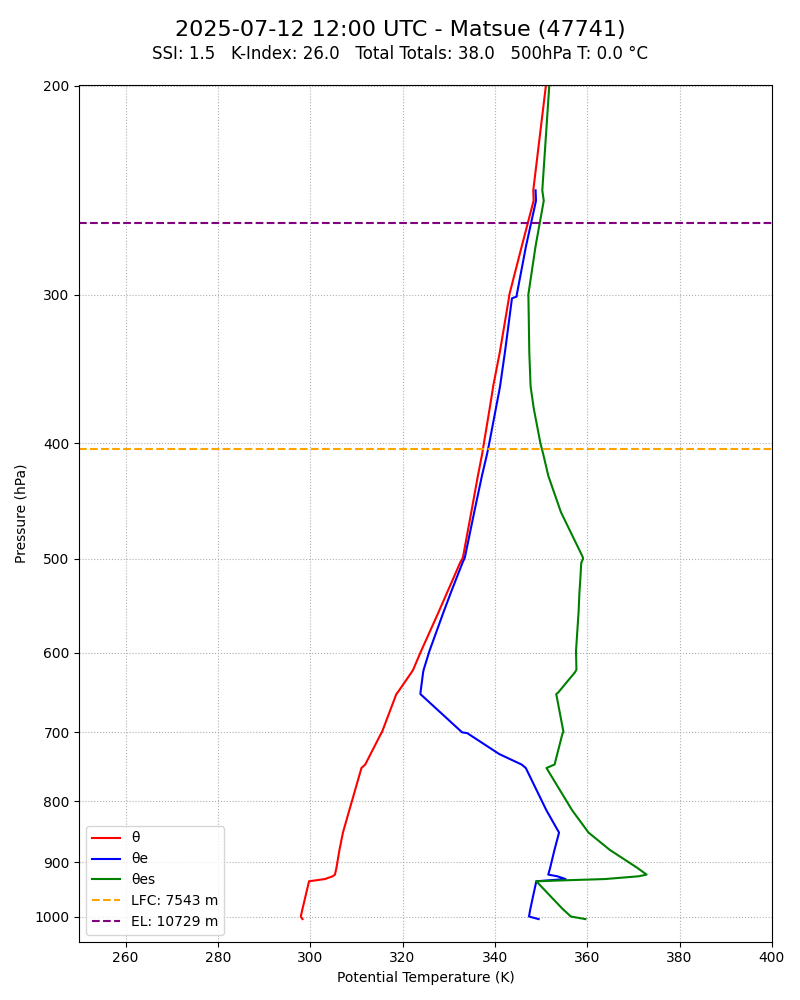 2025-07-12 12:00 UTC - Matsue (47741)
SSI: 1.5   K-Index: 26.0   Total Totals: 38.0   500hPa T: 0.0 °C
200
300
400
500
600
700
800
900
1000
Pressure (hPa)
θ
θe
θes
LFC: 7543 m
EL: 10729 m
260
280
300
320
340
360
380
400
Potential Temperature (K)